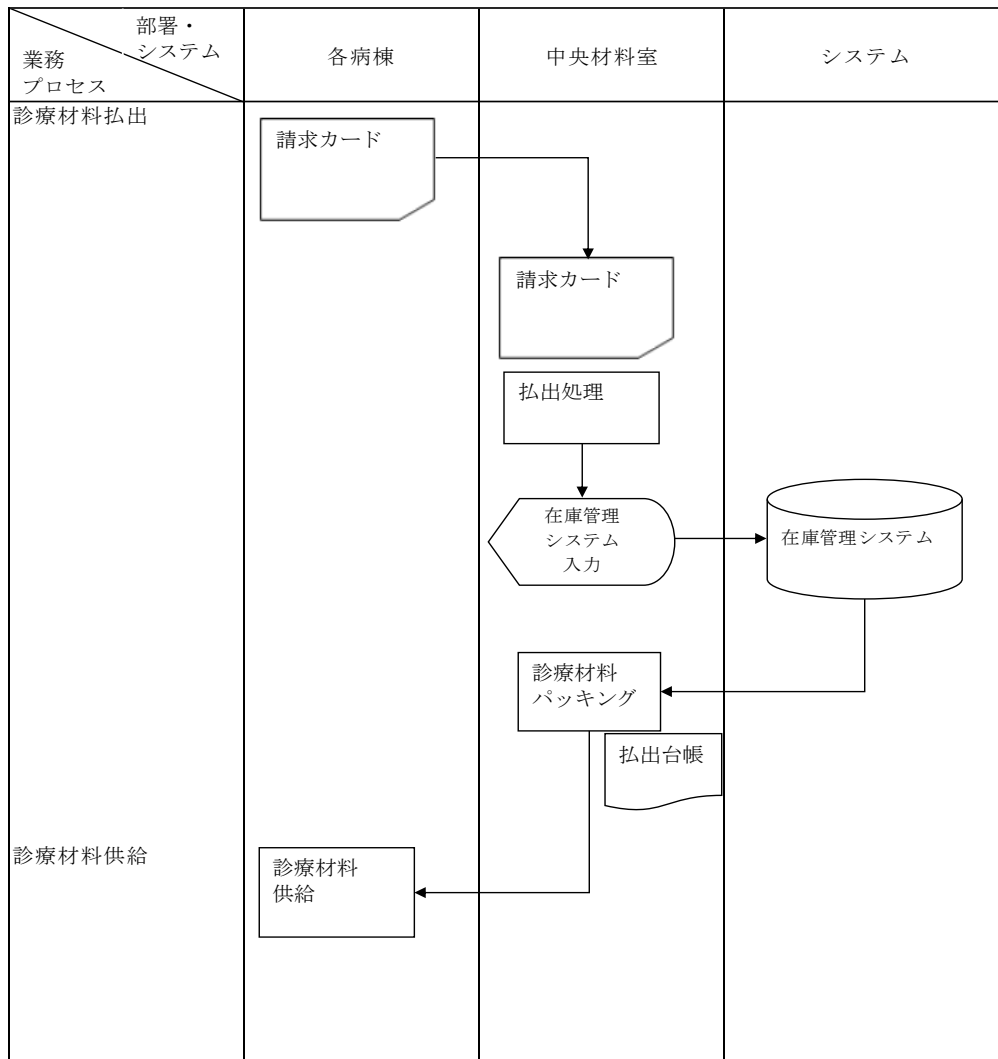 部署・
システム
業務
プロセス
各病棟
中央材料室
システム
診療材料払出
請求カード
請求カード
払出処理
在庫管理
システム
入力
在庫管理システム
診療材料
パッキング
払出台帳
診療材料供給
診療材料
供給